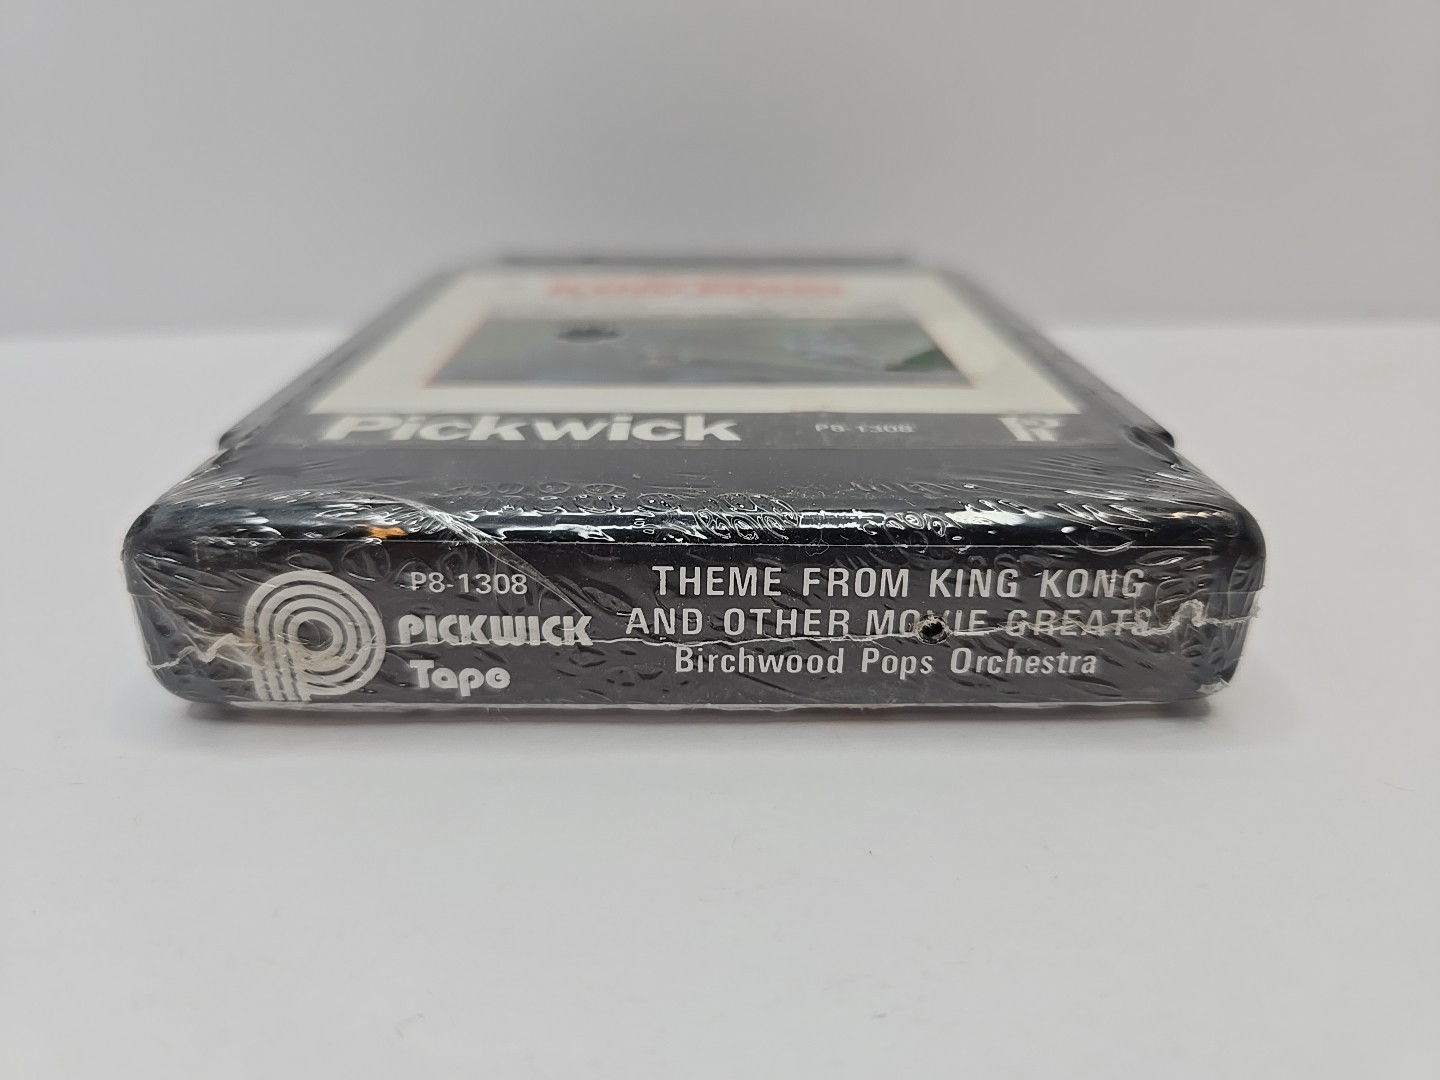 Pickwick P8-1308
P8-1308
PICKWICK
Tape
THEME FROM KING KONG
AND OTHER MOVIE GREATS
Birchwood Pops Orchestra